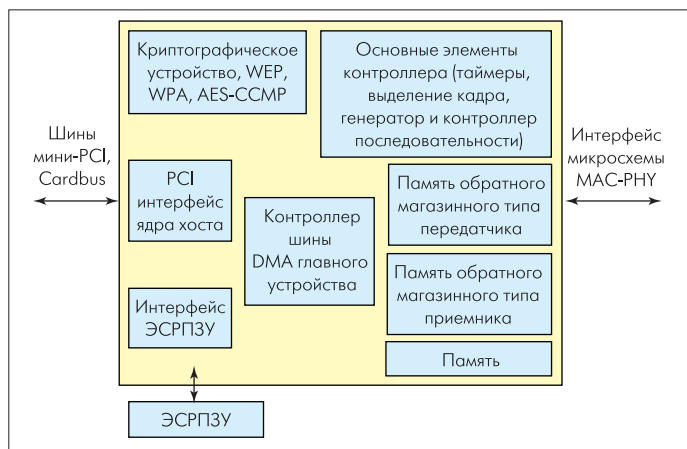 Криптографическое
устройство, WEP,
WPA, AES-CCMP
Основные элементы
контроллера (таймеры,
выделение кадра,
генератор и контроллер
последовательности)
Шины
мини-PCI,
Cardbus
PCI
интерфейс
ядра хоста
Контроллер
шины
DMA главного
устройства
Память обратного
магазинного типа
передатчика
Интерфейс
микросхемы
MAC-PHY
Память обратного
магазинного типа
приемника
Интерфейс
ЭСРПЗУ
Память
ЭСРПЗУ